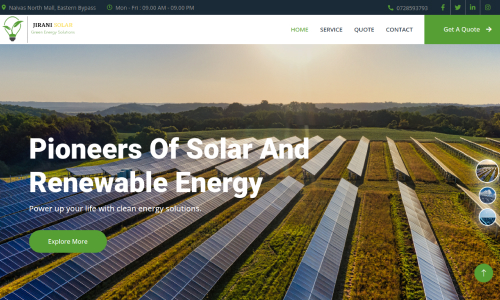 Naivas North Mall, Eastern Bypass
Mon - Fri : 09.00 AM - 09.00 PM
0728593793
JIRANI SOLAR
Green Energy Solutions
HOME
SERVICE
QUOTE
CONTACT
Get A Quote
Pioneers Of Solar And
Renewable Energy
Power up your life with clean energy solutions.
Explore More